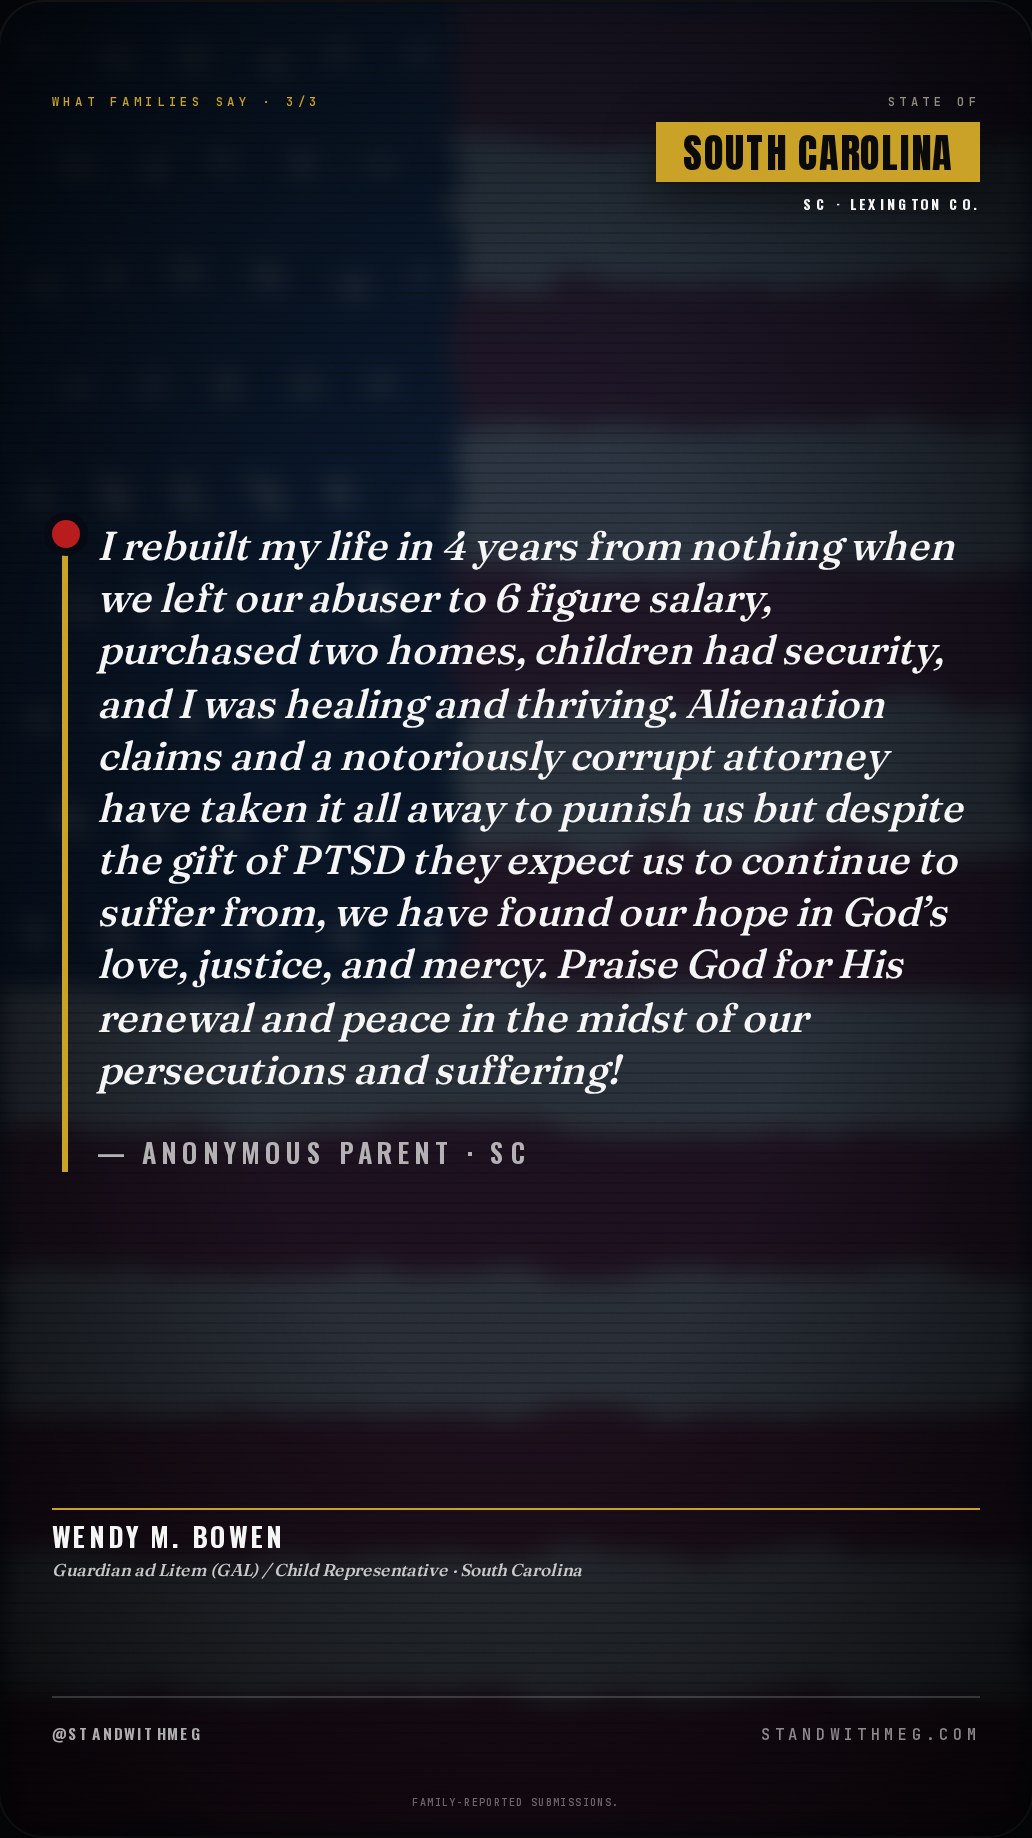 WHAT FAMILIES SAY · 3/3
STATE OF
SOUTH CAROLINA
SC · LEXINGTON CO.
I rebuilt my life in 4 years from nothing when
we left our abuser to 6 figure salary,
purchased two homes, children had security,
and I was healing and thriving. Alienation
claims and a notoriously corrupt attorney
have taken it all away to punish us but despite
the gift of PTSD they expect us to continue to
suffer from, we have found our hope in God’s
love, justice, and mercy. Praise God for His
renewal and peace in the midst of our
persecutions and suffering!
— ANONYMOUS PARENT · SC
WENDY M. BOWEN
Guardian ad Litem (GAL) / Child Representative · South Carolina
@STANDWITHMEG
STANDWITHMEG.COM
FAMILY-REPORTED SUBMISSIONS.